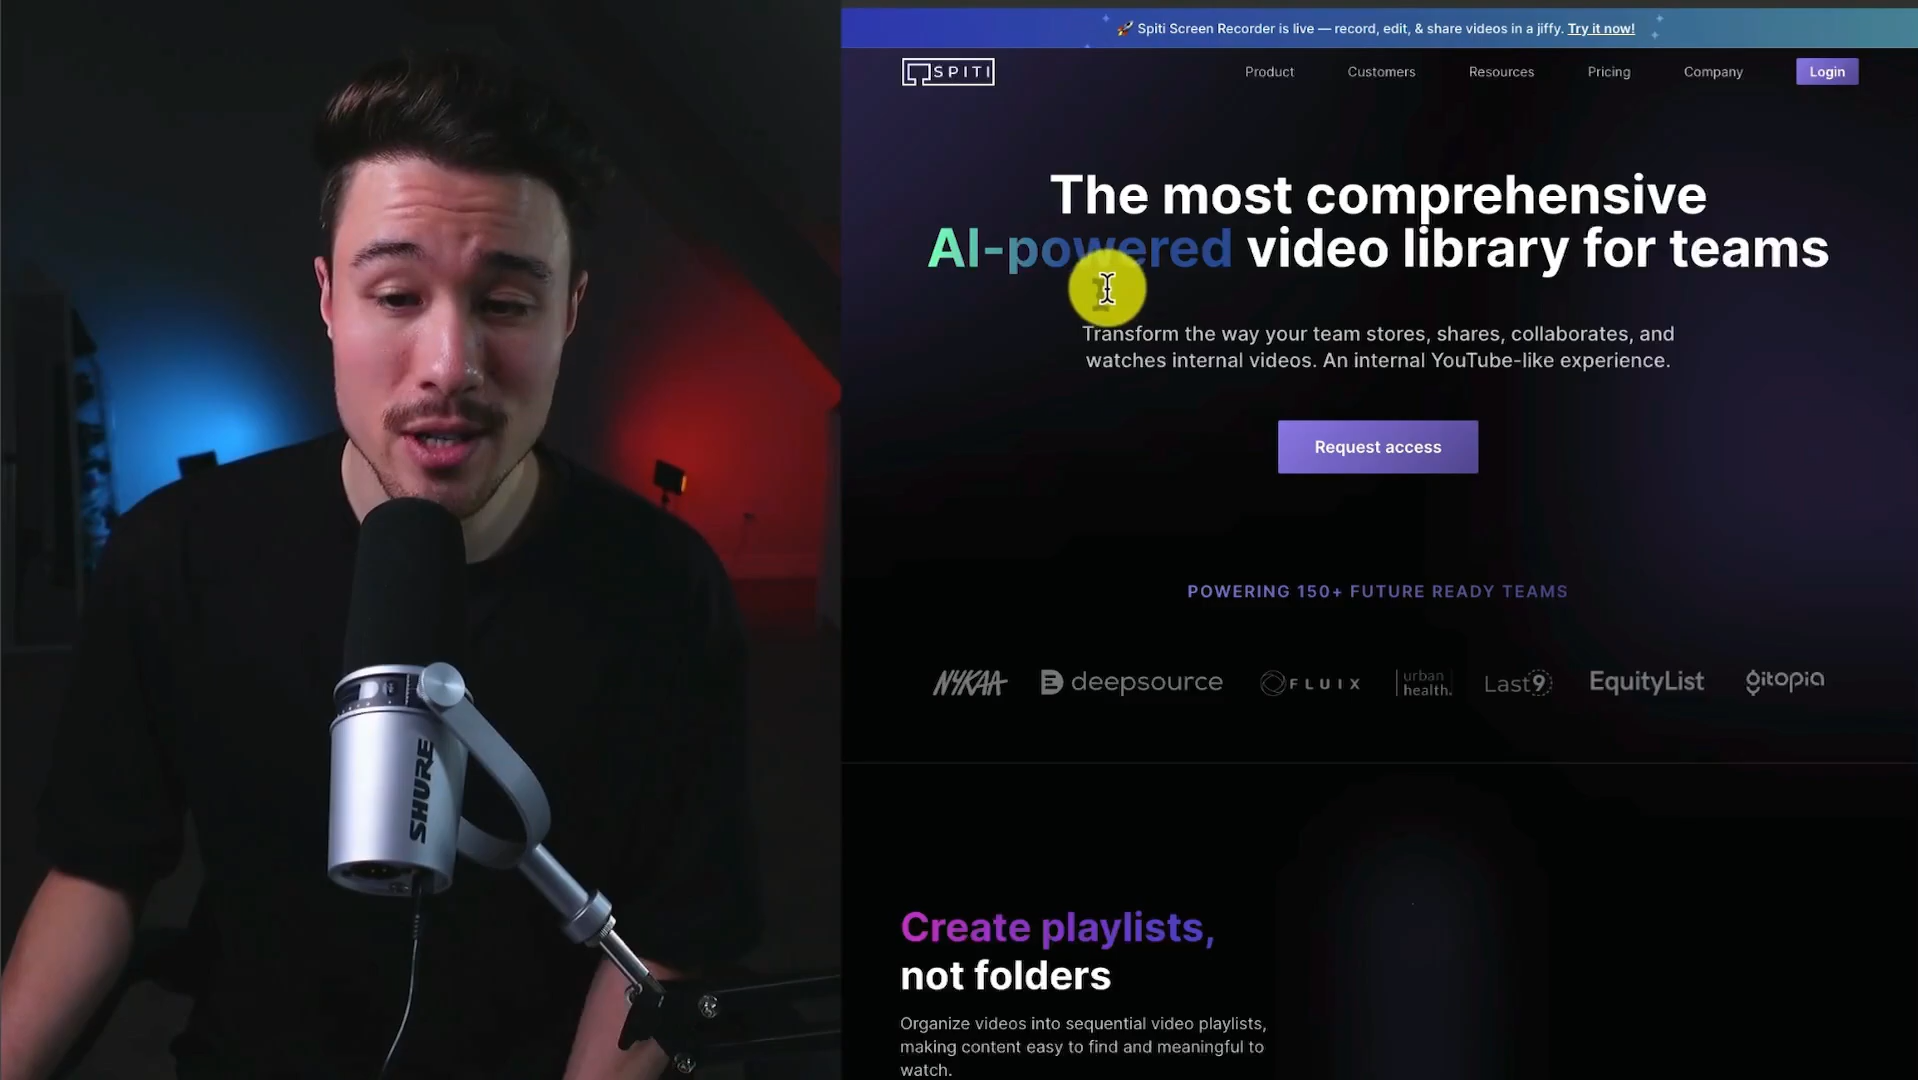 🚀 Spiti Screen Recorder is live — record, edit, & share videos in a jiffy. Try it now!
SPITI
Product Customers Resources Pricing Company Login
The most comprehensive
AI-powered video library for teams
Transform the way your team stores, shares, collaborates, and
watches internal videos. An internal YouTube-like experience.
Request access
POWERING 150+ FUTURE READY TEAMS
NYKAA deepsource FLUIX urban health. Last9 EquityList gitopia
Create playlists,
not folders
Organize videos into sequential video playlists,
making content easy to find and meaningful to
watch.
SHURE